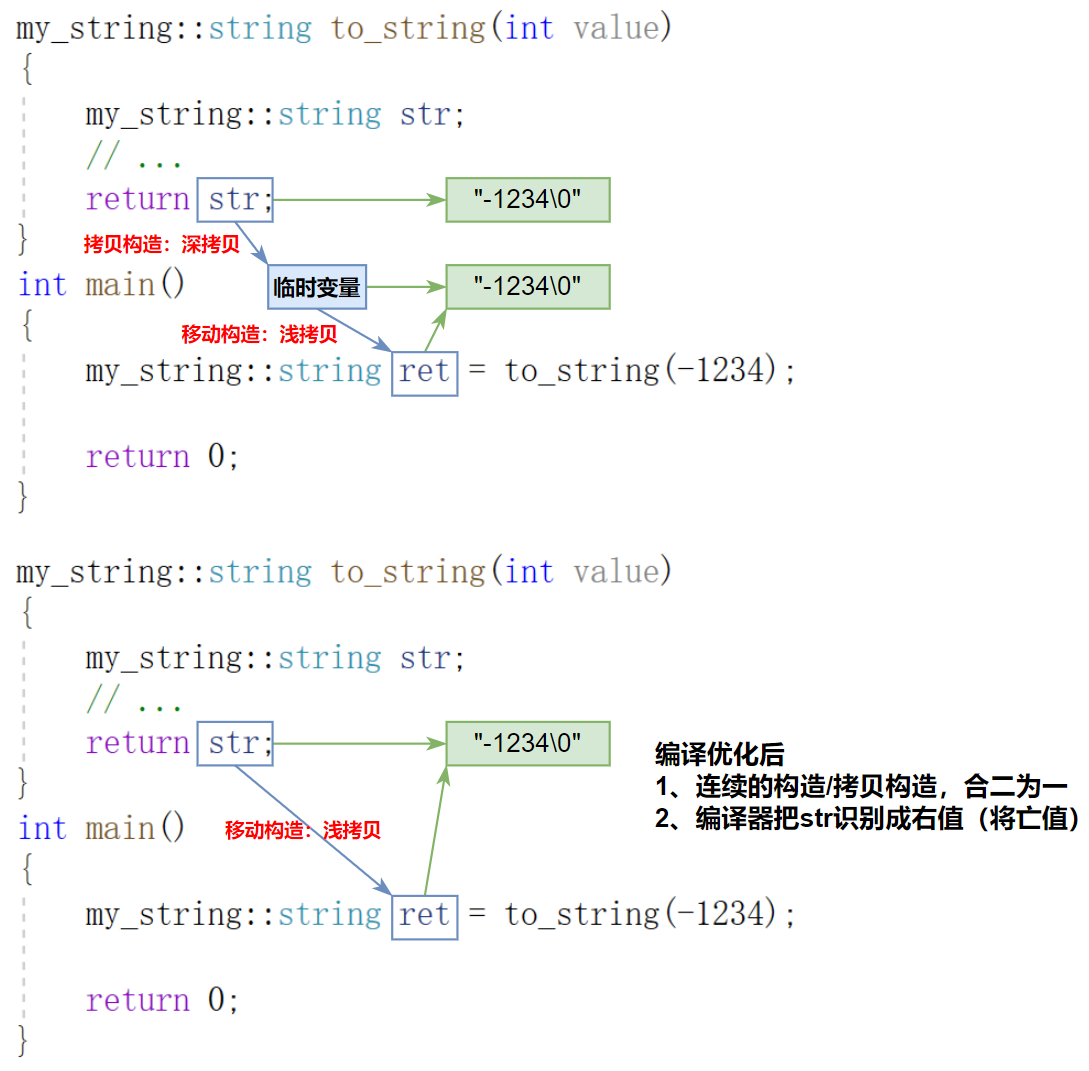 my_string::string to_string(int value)
{
my_string::string str;
// ...
return str; "-1234\0"
} 拷贝构造：深拷贝
int main() 临时变量 "-1234\0"
{ 移动构造：浅拷贝
my_string::string ret = to_string(-1234);
return 0;
}
my_string::string to_string(int value)
{
my_string::string str;
// ...
return str; "-1234\0"
编译优化后
} 1、连续的构造/拷贝构造，合二为一
2、编译器把str识别成右值（将亡值）
int main() 移动构造：浅拷贝
{
my_string::string ret = to_string(-1234);
return 0;
}